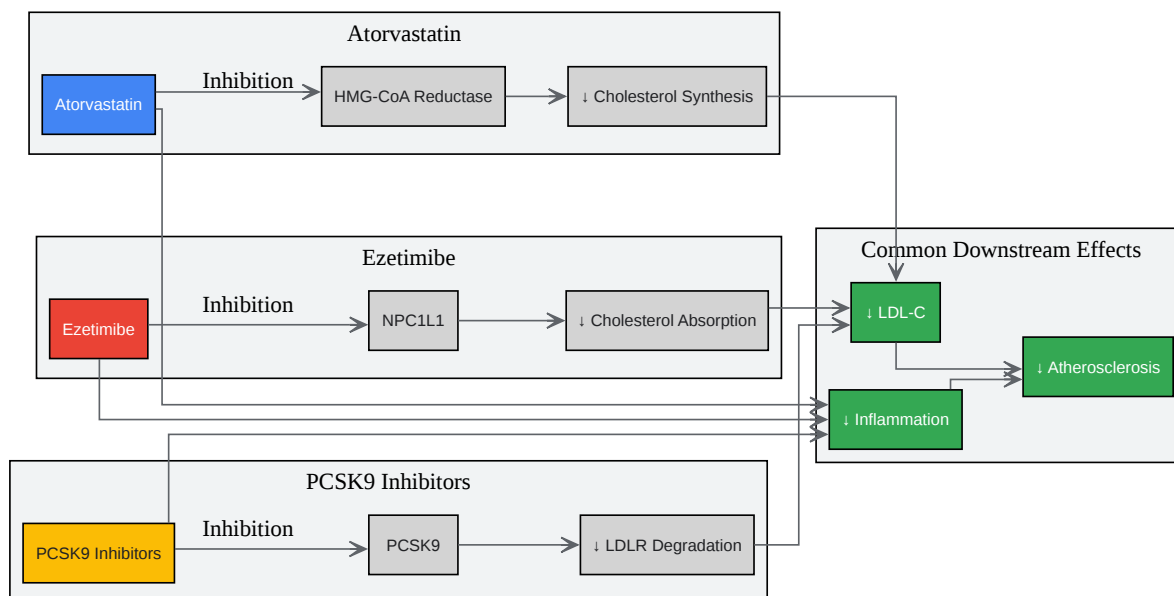 Atorvastatin
Atorvastatin
Inhibition
HMG-CoA Reductase
↓ Cholesterol Synthesis
Ezetimibe
Ezetimibe
Inhibition
NPC1L1
↓ Cholesterol Absorption
PCSK9 Inhibitors
PCSK9 Inhibitors
Inhibition
PCSK9
↓ LDLR Degradation
Common Downstream Effects
↓ LDL-C
↓ Inflammation
↓ Atherosclerosis